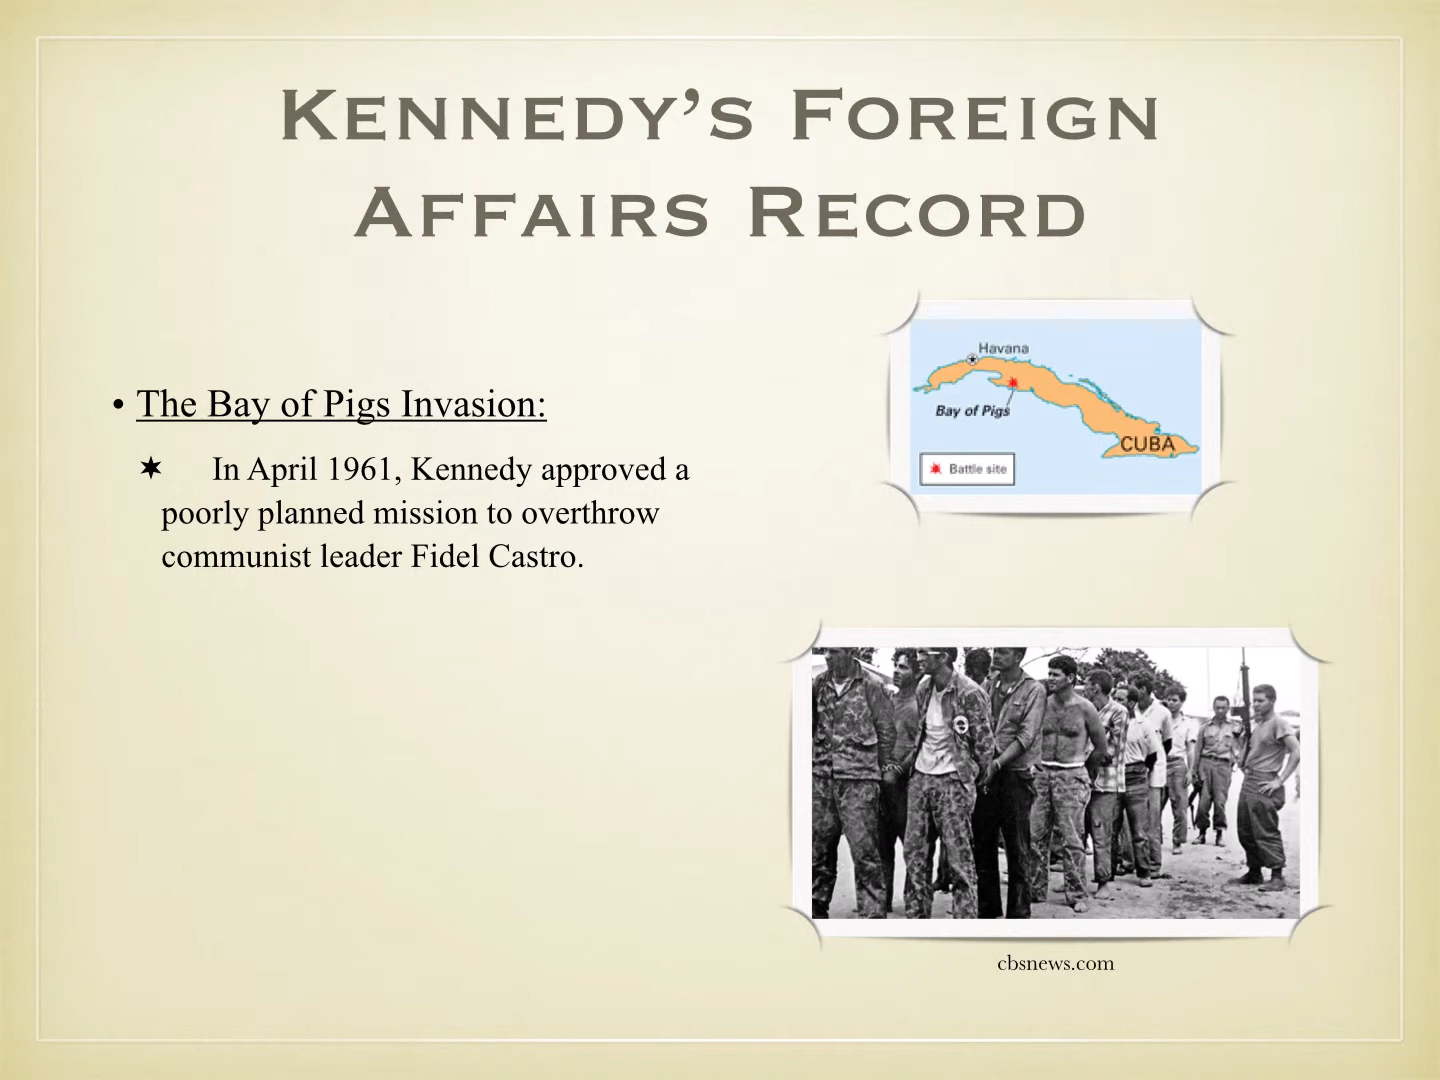 Kennedy’s Foreign
Affairs Record
• The Bay of Pigs Invasion:
✶ In April 1961, Kennedy approved a
poorly planned mission to overthrow
communist leader Fidel Castro.
Havana
Bay of Pigs
CUBA
Battle site
cbsnews.com